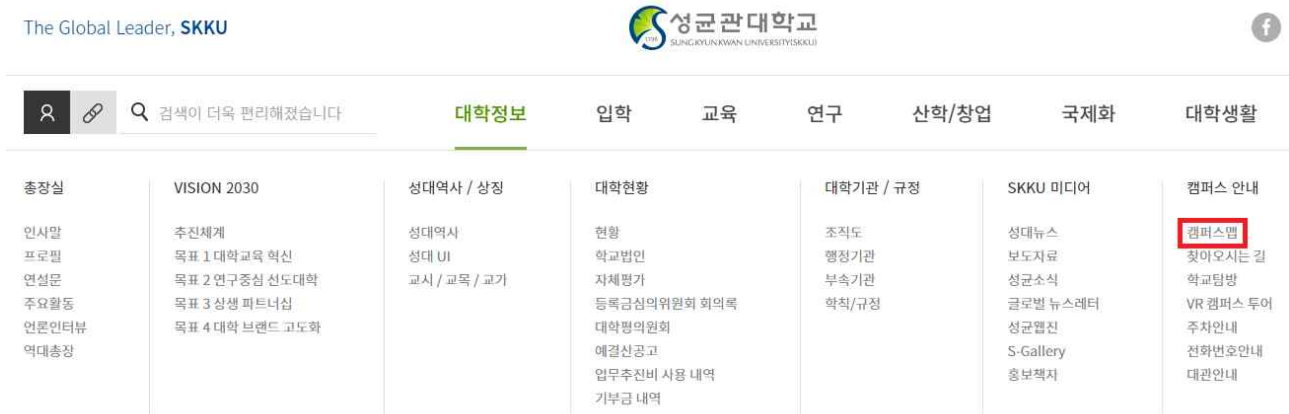 The Global Leader, SKKU
성균관대학교
SUNGKYUNKWAN UNIVERSITY(SKKU)
검색이 더욱 편리해졌습니다
대학정보 입학 교육 연구 산학/창업 국제화 대학생활
총장실
인사말
프로필
연설문
주요활동
언론인터뷰
역대총장
VISION 2030
추진체계
목표 1 대학교육 혁신
목표 2 연구중심 선도대학
목표 3 상생 파트너십
목표 4 대학 브랜드 고도화
성대역사 / 상징
성대역사
성대 UI
교시 / 교목 / 교가
대학현황
현황
학교법인
자체평가
등록금심의위원회 회의록
대학평의원회
예결산공고
업무추진비 사용 내역
기부금 내역
대학기관 / 규정
조직도
행정기관
부속기관
학칙/규정
SKKU 미디어
성대뉴스
보도자료
성균소식
글로벌 뉴스레터
성균웹진
S-Gallery
홍보책자
캠퍼스 안내
캠퍼스맵
찾아오시는 길
학교탐방
VR 캠퍼스 투어
주차안내
전화번호안내
대관안내